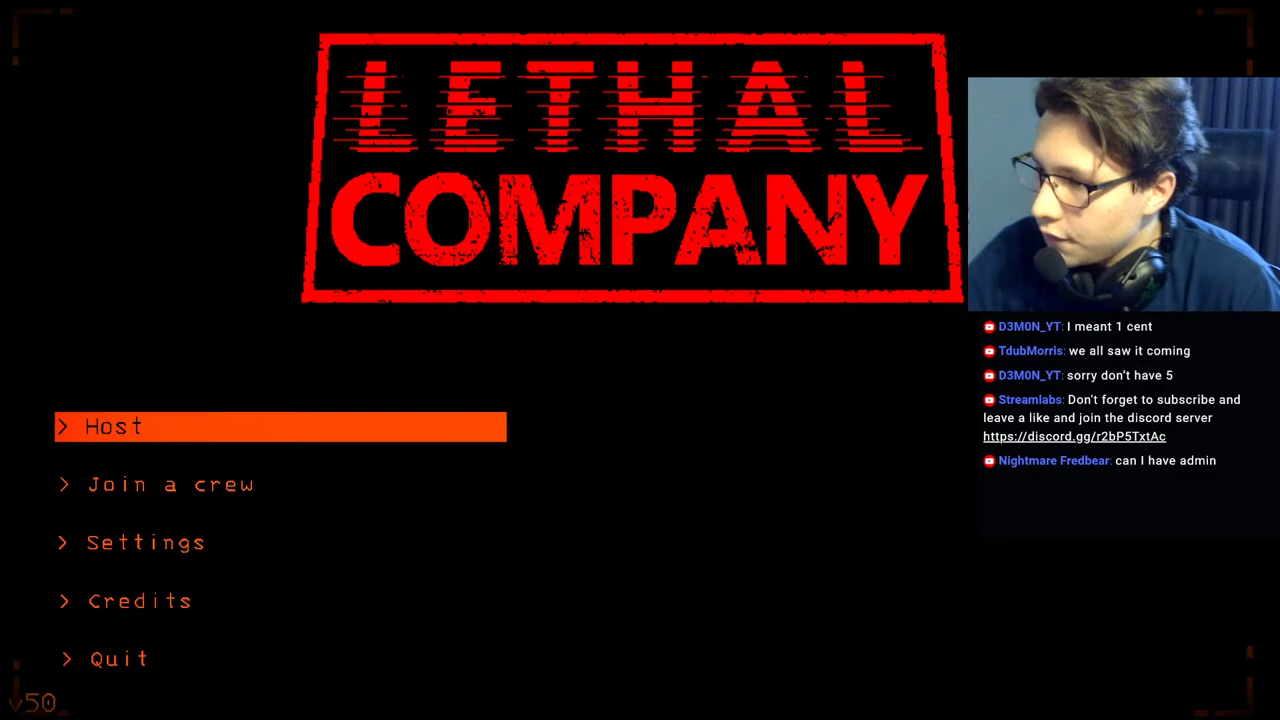 LETHAL
COMPANY
> Host
> Join a crew
> Settings
> Credits
> Quit
v50
D3M0N_YT: I meant 1 cent
TdubMorris: we all saw it coming
D3M0N_YT: sorry don't have 5
Streamlabs: Don't forget to subscribe and
leave a like and join the discord server
https://discord.gg/r2bP5TxtAc
Nightmare Fredbear: can I have admin